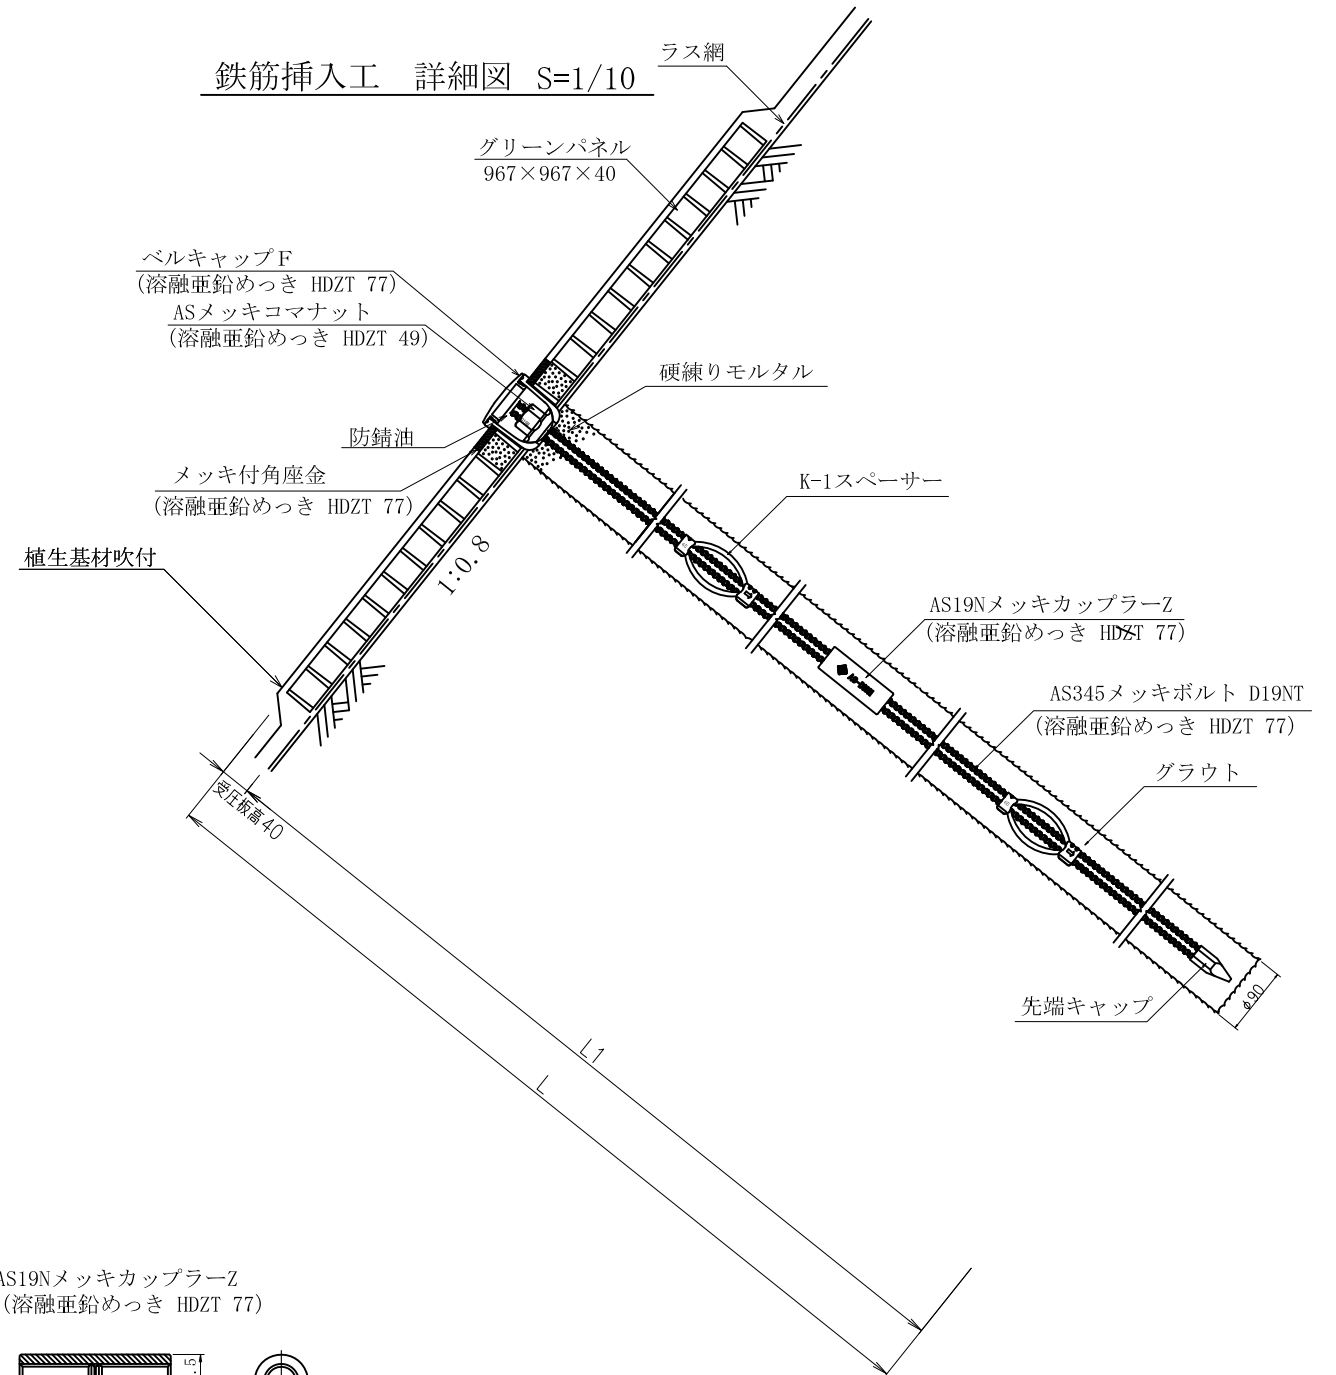 鉄筋挿入工　詳細図　S=1/10
ラス網
グリーンパネル
967×967×40
ベルキャップF
(溶融亜鉛めっき HDZT 77)
ASメッキコマナット
(溶融亜鉛めっき HDZT 49)
硬練りモルタル
防錆油
メッキ付角座金
(溶融亜鉛めっき HDZT 77)
K-1スペーサー
植生基材吹付
1:0.8
AS19NメッキカップラーZ
(溶融亜鉛めっき HDZT 77)
AS345メッキボルト D19NT
(溶融亜鉛めっき HDZT 77)
グラウト
受圧板高40
先端キャップ
φ90
L1
L
AS19NメッキカップラーZ
(溶融亜鉛めっき HDZT 77)
.5